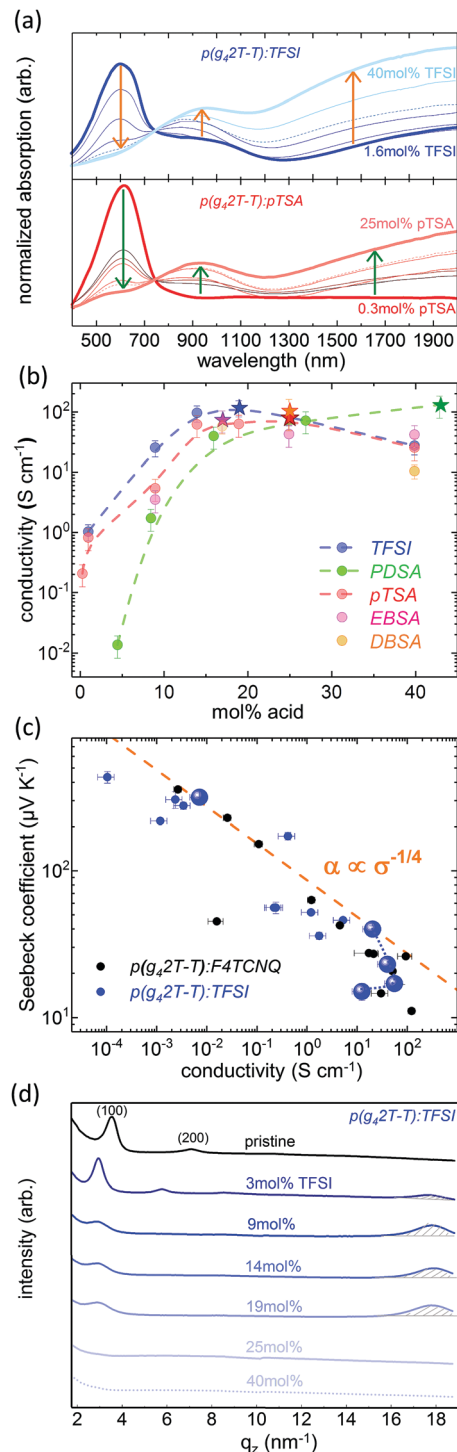 (a)
p(g₄2T-T):TFSI
40mol% TFSI
1.6mol% TFSI
p(g₄2T-T):pTSA
25mol% pTSA
0.3mol% pTSA
normalized absorption (arb.)
500 700 900 1100 1300 1500 1700 1900
wavelength (nm)
(b)
conductivity (S cm⁻¹)
10²
10¹
10⁰
10⁻¹
10⁻²
TFSI
PDSA
pTSA
EBSA
DBSA
0 10 20 30 40
mol% acid
(c)
Seebeck coefficient (µV K⁻¹)
10²
10¹
α ∝ σ⁻¹/⁴
p(g₄2T-T):F4TCNQ
p(g₄2T-T):TFSI
10⁻⁴ 10⁻³ 10⁻² 10⁻¹ 10⁰ 10¹ 10²
conductivity (S cm⁻¹)
(d)
p(g₄2T-T):TFSI
(100)
(200)
pristine
3mol% TFSI
9mol%
14mol%
19mol%
25mol%
40mol%
intensity (arb.)
2 4 6 8 10 12 14 16 18
q_z (nm⁻¹)